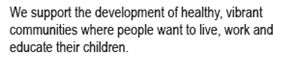 We support the development of healthy, vibrant
communities where people want to live, work and
educate their children.